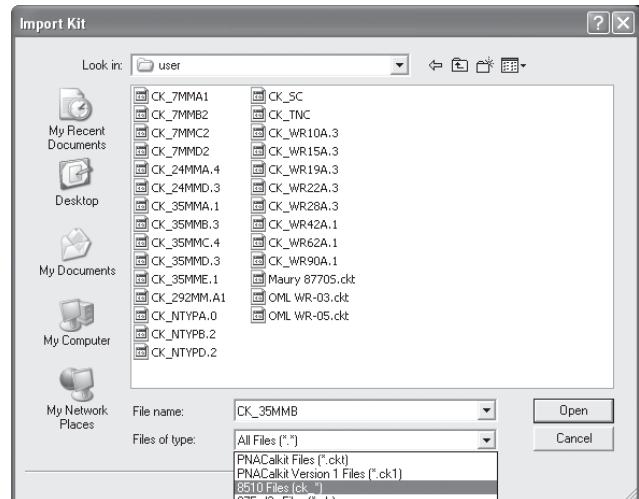 Import Kit
Look in: user
My Recent Documents
Desktop
My Documents
My Computer
My Network Places
CK_7MMA1
CK_7MMB2
CK_7MMC2
CK_7MMD2
CK_24MMA.4
CK_24MMD.3
CK_35MMA.1
CK_35MMB.3
CK_35MMC.4
CK_35MMD.3
CK_35MME.1
CK_292MM.A1
CK_NTYPA.0
CK_NTYPB.2
CK_NTYPD.2
CK_SC
CK_TNC
CK_WR10A.3
CK_WR15A.3
CK_WR19A.3
CK_WR22A.3
CK_WR28A.3
CK_WR42A.1
CK_WR62A.1
CK_WR90A.1
Maury 8770S.ckt
OML WR-03.ckt
OML WR-05.ckt
File name: CK_35MMB
Open
Files of type: All Files (*.*)
Cancel
PNACalkit Files (*.ckt)
PNACalkit Version 1 Files (*.ck1)
8510 Files (ck_*)